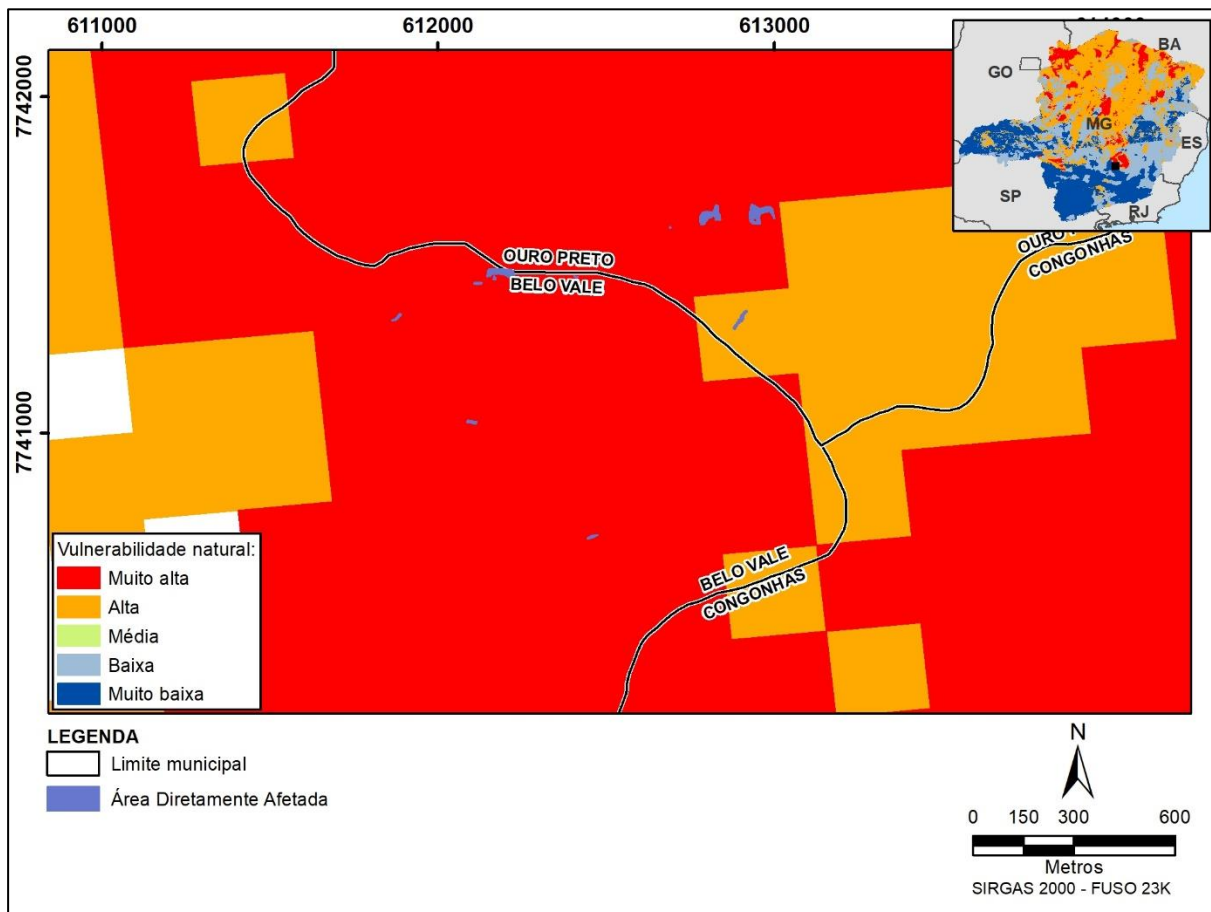 611000
612000
613000
7742000
7741000
BA
GO
MG
ES
SP
RJ
OURO PRETO
BELO VALE
CONGONHAS
BELO VALE
CONGONHAS
Vulnerabilidade natural:
Muito alta
Alta
Média
Baixa
Muito baixa
LEGENDA
Limite municipal
Área Diretamente Afetada
N
0 150 300 600
Metros
SIRGAS 2000 - FUSO 23K